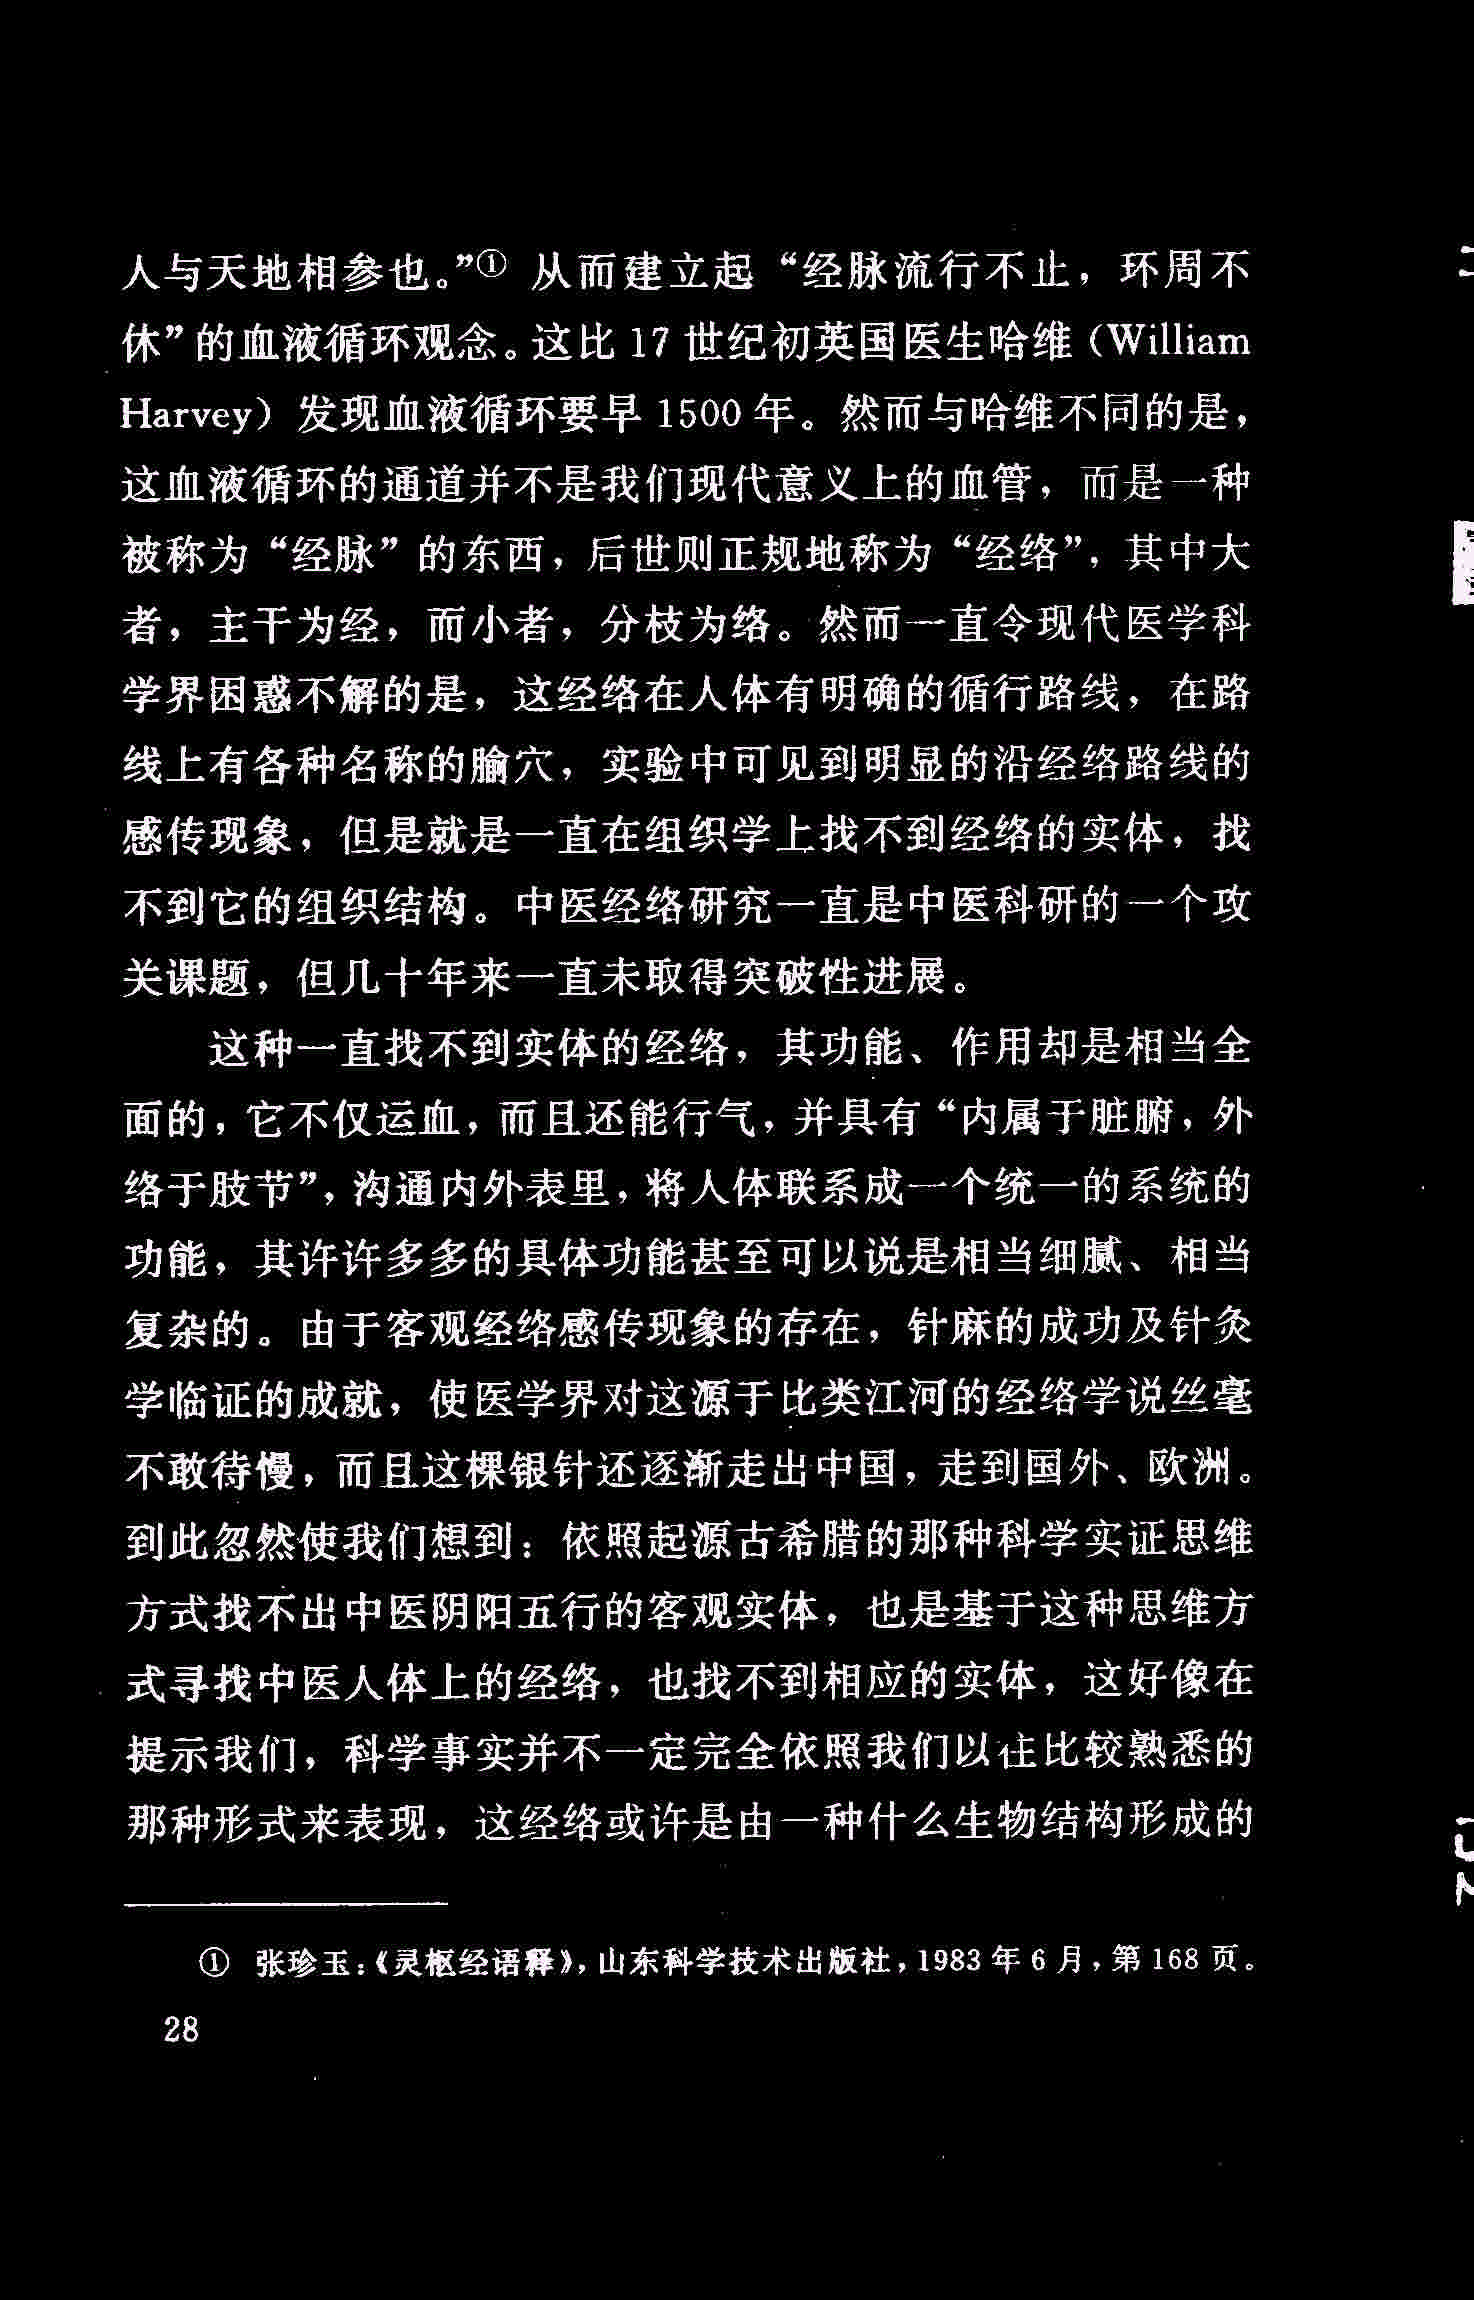 人与天地相参也。”① 从而建立起“经脉流行不止，环周不
休”的血液循环观念。这比 17 世纪初英国医生哈维（William
Harvey）发现血液循环要早 1500 年。然而与哈维不同的是，
这血液循环的通道并不是我们现代意义上的血管，而是一种
被称为“经脉”的东西，后世则正规地称为“经络”，其中大
者，主干为经，而小者，分枝为络。然而一直令现代医学科
学界困惑不解的是，这经络在人体有明确的循行路线，在路
线上有各种名称的腧穴，实验中可见到明显的沿经络路线的
感传现象，但是就是一直在组织学上找不到经络的实体，找
不到它的组织结构。中医经络研究一直是中医科研的一个攻
关课题，但几十年来一直未取得突破性进展。
这种一直找不到实体的经络，其功能、作用却是相当全
面的，它不仅运血，而且还能行气，并具有“内属于脏腑，外
络于肢节”，沟通内外表里，将人体联系成一个统一的系统的
功能，其许许多多的具体功能甚至可以说是相当细腻、相当
复杂的。由于客观经络感传现象的存在，针麻的成功及针灸
学临证的成就，使医学界对这源于比类江河的经络学说丝毫
不敢待慢，而且这棵银针还逐渐走出中国，走到国外、欧洲。
到此忽然使我们想到：依照起源古希腊的那种科学实证思维
方式找不出中医阴阳五行的客观实体，也是基于这种思维方
式寻找中医人体上的经络，也找不到相应的实体，这好像在
提示我们，科学事实并不一定完全依照我们以往比较熟悉的
那种形式来表现，这经络或许是由一种什么生物结构形成的
① 张珍玉：《灵枢经语释》，山东科学技术出版社，1983 年 6 月，第 168 页。
28